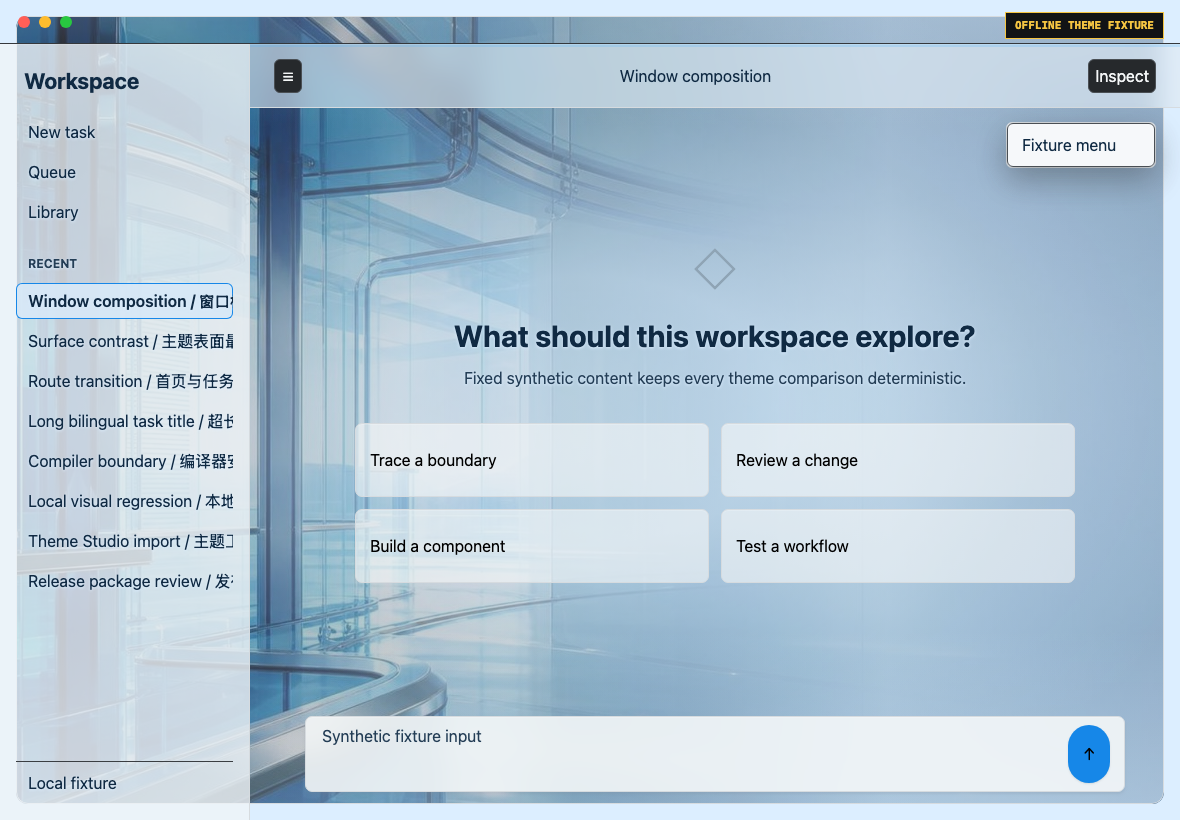 OFFLINE THEME FIXTURE
Workspace
Window composition
Inspect
New task
Queue
Library
Fixture menu
RECENT
Window composition / 窗口
Surface contrast / 主题表面
Route transition / 首页与任务
Long bilingual task title / 超长
Compiler boundary / 编译器
Local visual regression / 本地
Theme Studio import / 主题
Release package review / 发
Local fixture
What should this workspace explore?
Fixed synthetic content keeps every theme comparison deterministic.
Trace a boundary
Review a change
Build a component
Test a workflow
Synthetic fixture input